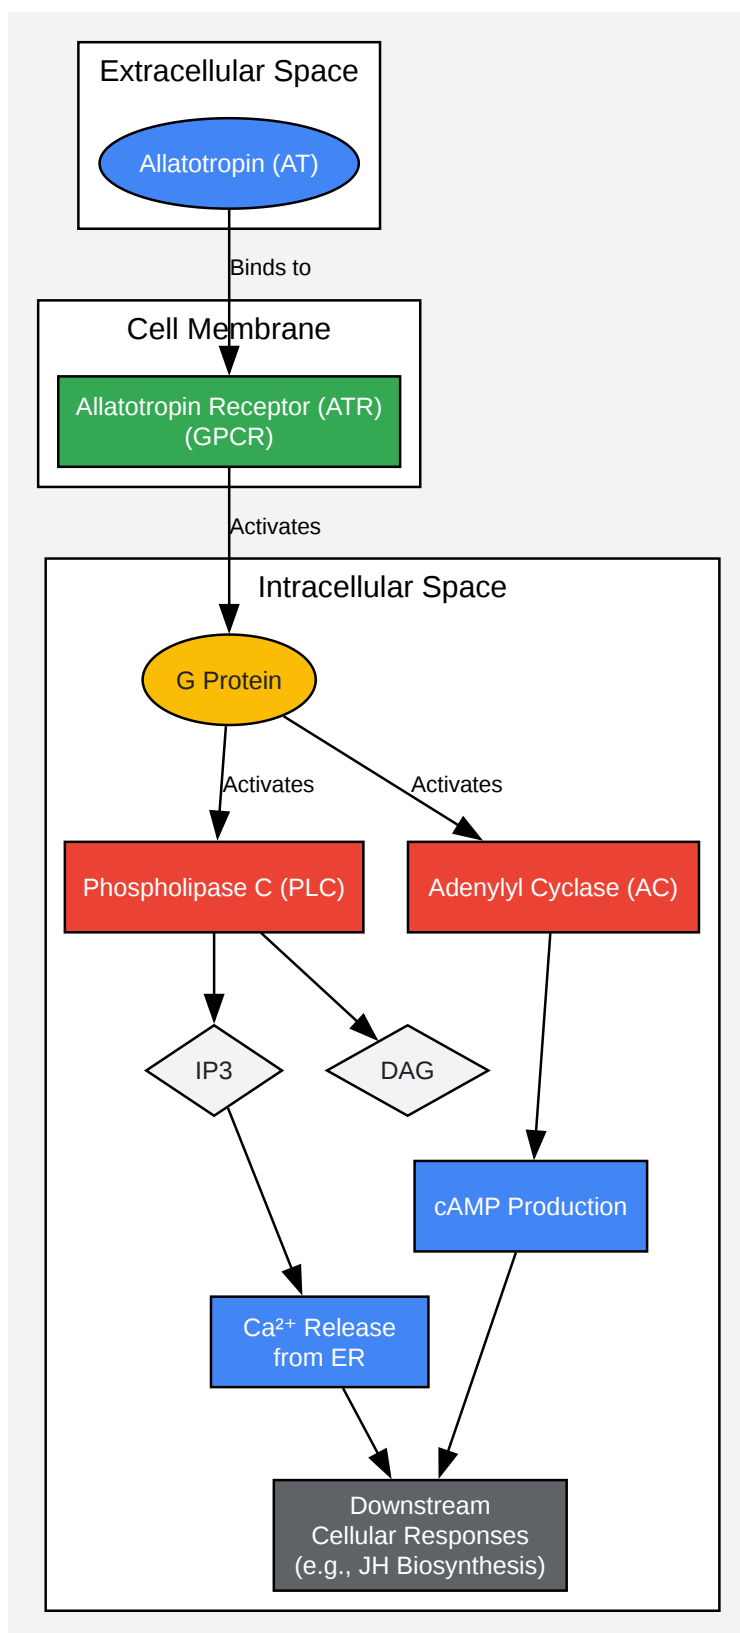 Extracellular Space
Allatotropin (AT)
Binds to
Cell Membrane
Allatotropin Receptor (ATR)
(GPCR)
Activates
Intracellular Space
G Protein
Activates
Activates
Phospholipase C (PLC)
Adenylyl Cyclase (AC)
IP3
DAG
cAMP Production
Ca²⁺ Release
from ER
Downstream
Cellular Responses
(e.g., JH Biosynthesis)